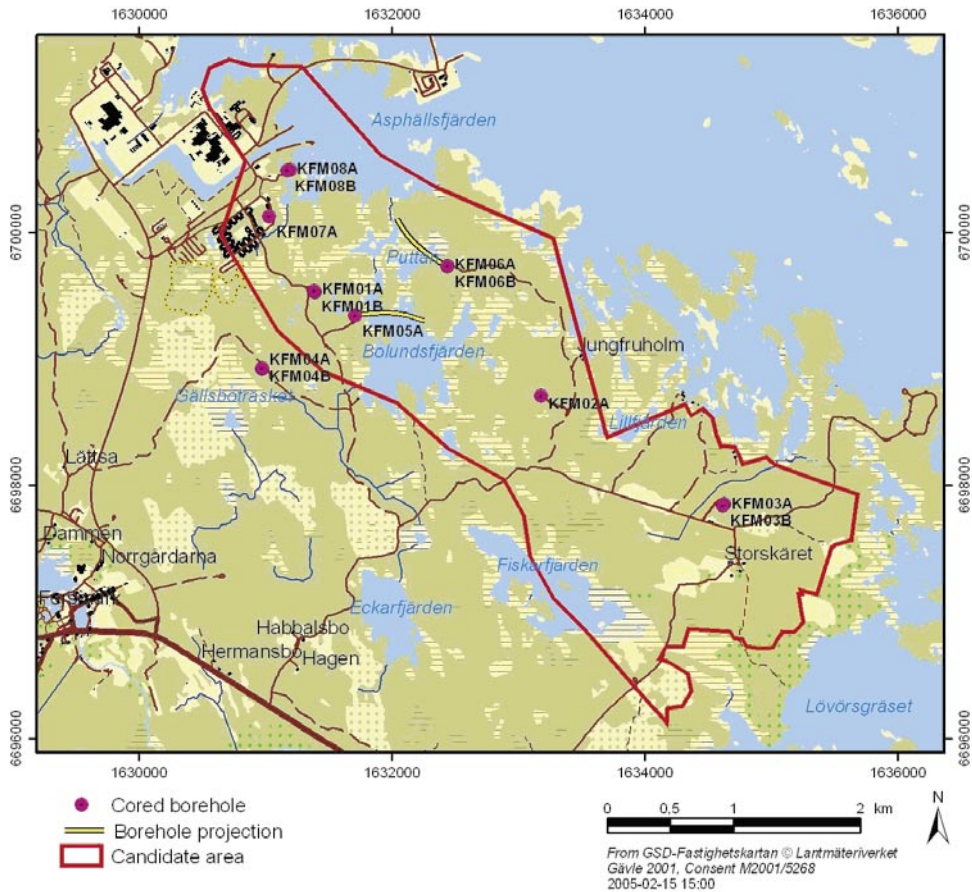 1630000
1632000
1634000
1636000
Asphällsfjärden
KFM08A
KFM08B
6700000
6700000
KFM07A
Puttan
KFM06A
KFM06B
KFM01A
KFM01B
KFM05A
Jungfruholm
Bolundsfjärden
KFM04A
KFM04B
Gällsboträsket
KFM02A
Lillfjärden
Lättsa
6698000
6698000
KFM03A
KFM03B
Dammen
Norrgårdarna
Storskäret
Fiskarfjärden
Eckarfjärden
Habbalsbo
Hermansbo
Hagen
Lövörsgräset
6696000
6696000
1630000
1632000
1634000
1636000
Cored borehole
Borehole projection
Candidate area
0 0,5 1 2 km
N
From GSD-Fastighetskartan © Lantmäteriverket
Gävle 2001, Consent M2001/5268
2005-02-15 15:00